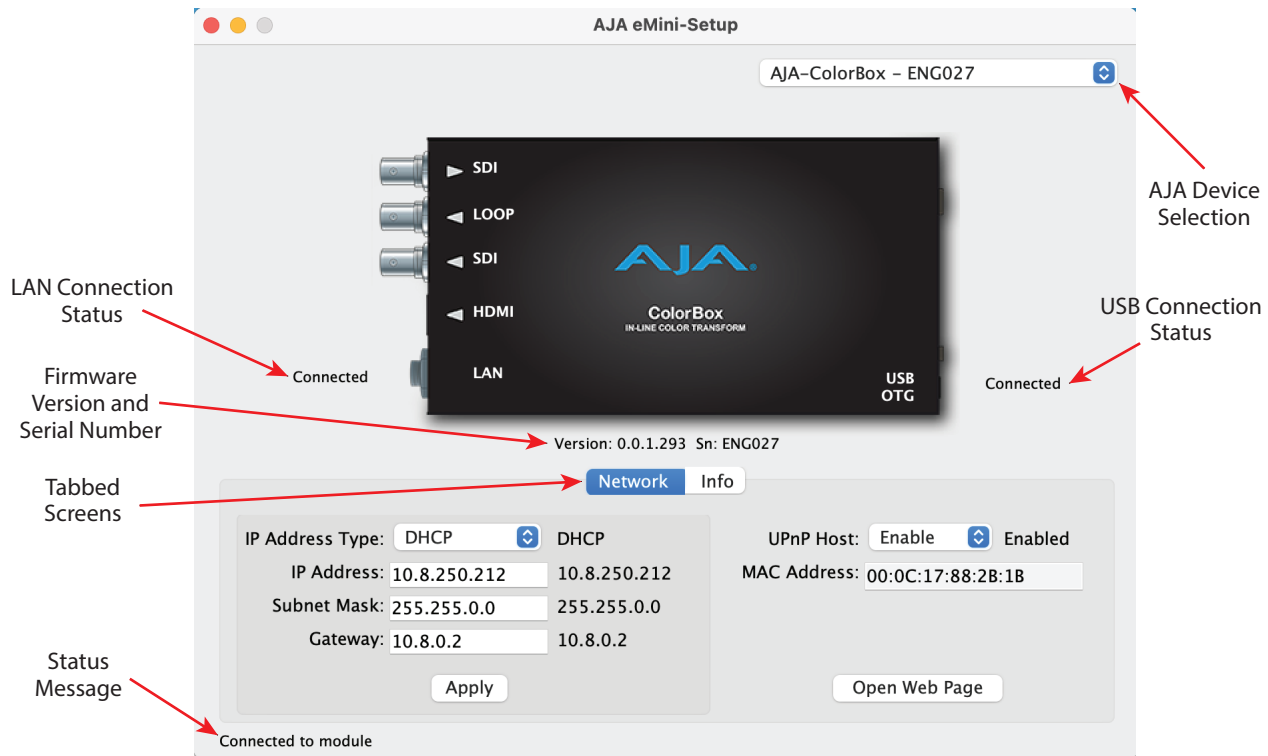 AJA eMini-Setup
AJA-ColorBox - ENG027
AJA Device
Selection
SDI
LOOP
SDI
HDMI
LAN
AJA
ColorBox
IN-LINE COLOR TRANSFORM
USB
OTG
LAN Connection
Status
Connected
USB Connection
Status
Connected
Firmware
Version and
Serial Number
Version: 0.0.1.293 Sn: ENG027
Tabbed
Screens
Network Info
IP Address Type: DHCP DHCP
IP Address: 10.8.250.212 10.8.250.212
Subnet Mask: 255.255.0.0 255.255.0.0
Gateway: 10.8.0.2 10.8.0.2
Apply
UPnP Host: Enable Enabled
MAC Address: 00:0C:17:88:2B:1B
Open Web Page
Status
Message
Connected to module